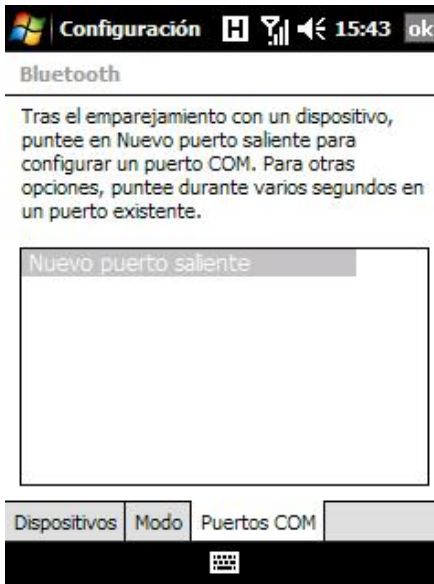 Configuración H 15:43 ok
Bluetooth
Tras el emparejamiento con un dispositivo,
puntee en Nuevo puerto saliente para
configurar un puerto COM. Para otras
opciones, puntee durante varios segundos en
un puerto existente.
Nuevo puerto saliente
Dispositivos Modo Puertos COM